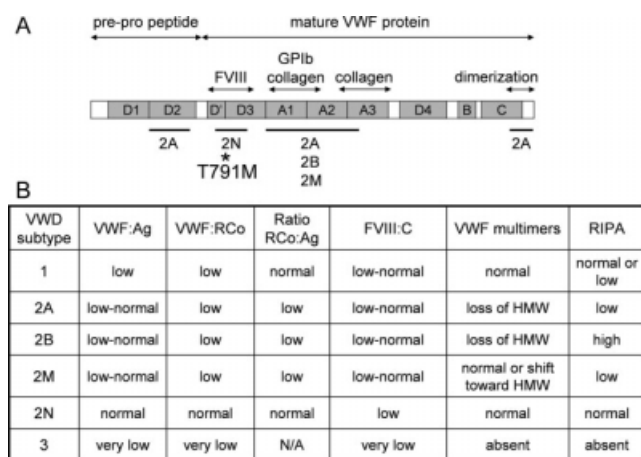 A
pre-pro peptide mature VWF protein
GPIb
FVIII collagen collagen dimerization
D1 D2 D' D3 A1 A2 A3 D4 B C
2A 2N 2A 2A
* 2B
T791M 2M
B
VWD subtype VWF:Ag VWF:RCo Ratio RCo:Ag FVIII:C VWF multimers RIPA
1 low low normal low-normal normal normal or low
2A low-normal low low low-normal loss of HMW low
2B low-normal low low low-normal loss of HMW high
2M low-normal low low low-normal normal or shift toward HMW low
2N normal normal normal low normal normal
3 very low very low N/A very low absent absent